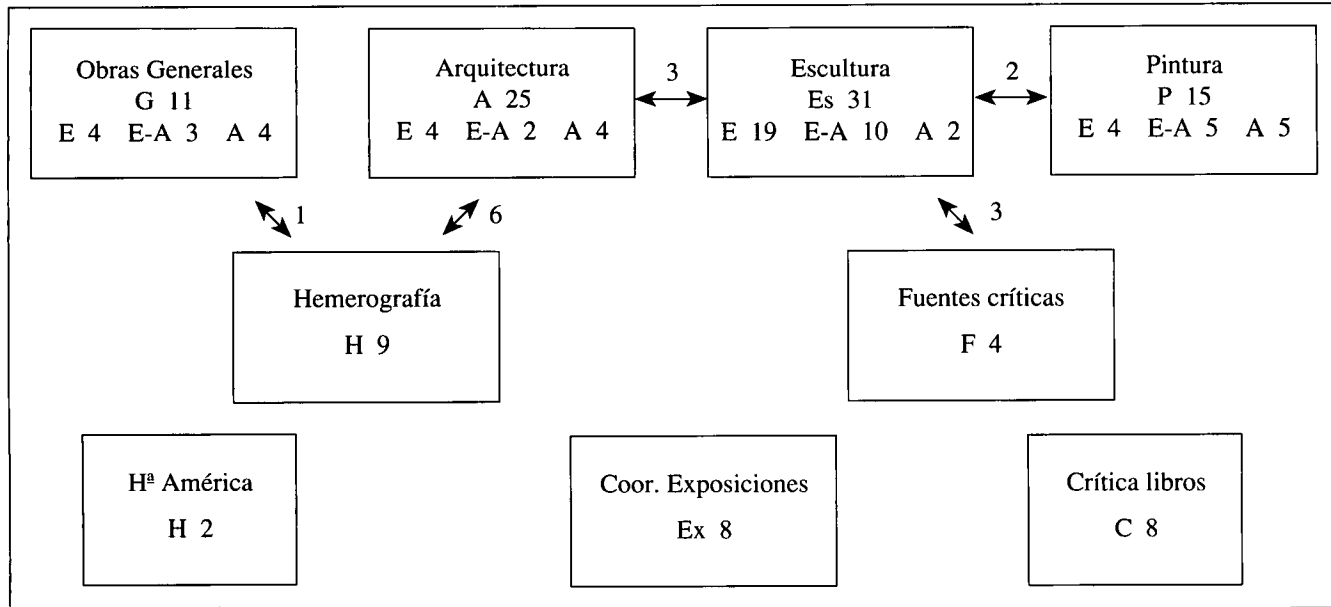 Obras Generales
G 11
E 4 E-A 3 A 4
Arquitectura
A 25
E 4 E-A 2 A 4
3
Escultura
Es 31
E 19 E-A 10 A 2
2
Pintura
P 15
E 4 E-A 5 A 5
1
6
3
Hemerografía
H 9
Fuentes críticas
F 4
Hª América
H 2
Coor. Exposiciones
Ex 8
Crítica libros
C 8